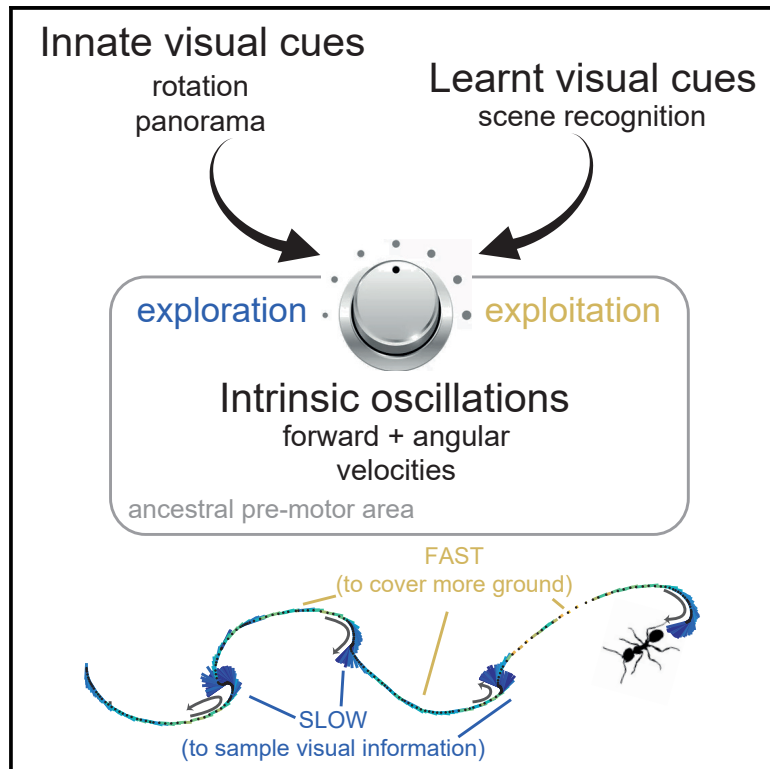 Innate visual cues
rotation
panorama
Learnt visual cues
scene recognition
exploration
exploitation
Intrinsic oscillations
forward + angular
velocities
ancestral pre-motor area
FAST
(to cover more ground)
SLOW
(to sample visual information)